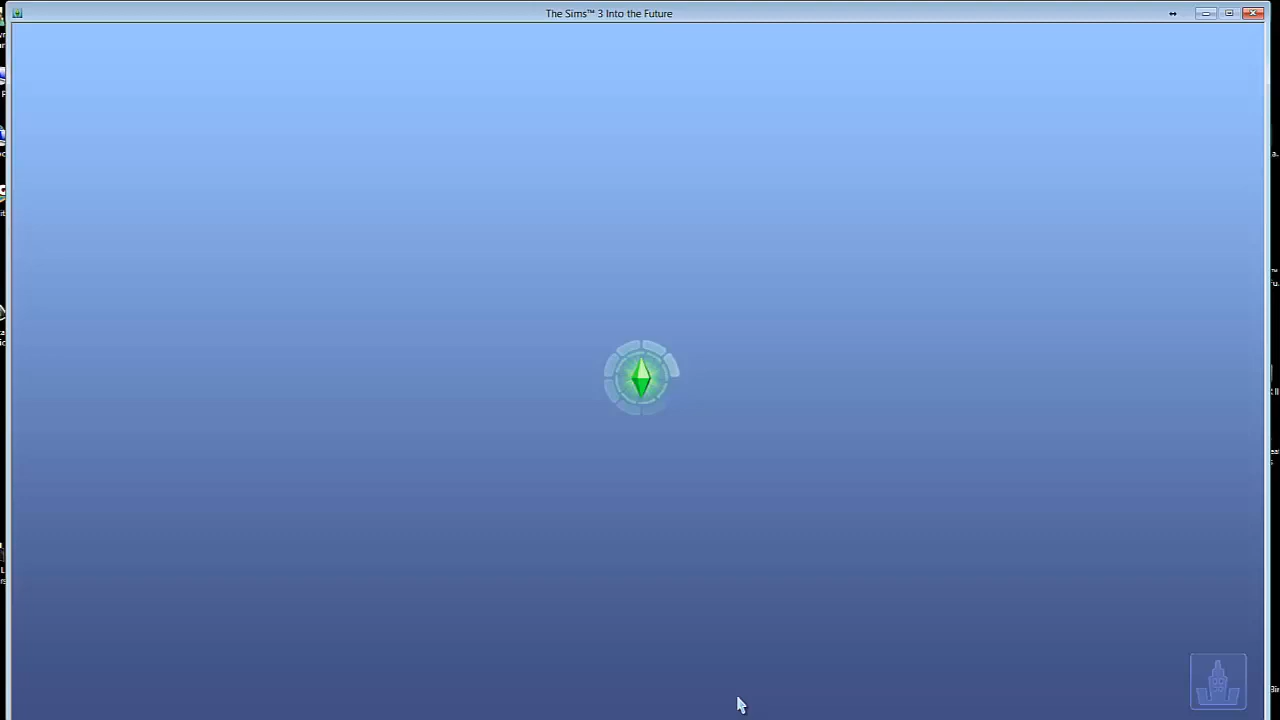 The Sims™ 3 Into the Future